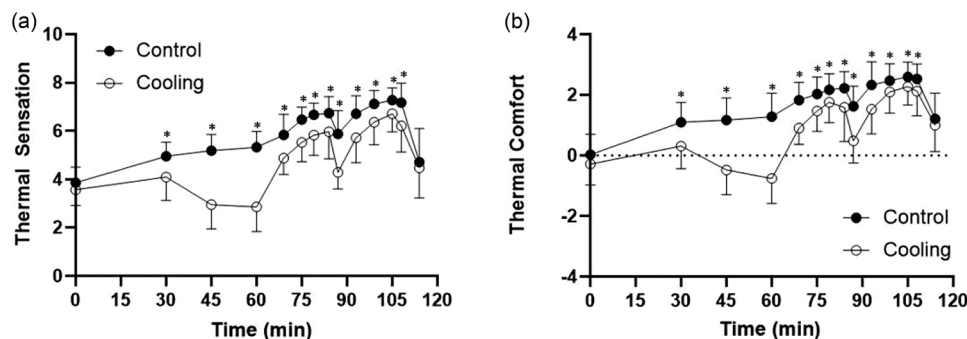 (a)
Thermal Sensation
10
8
6
4
2
0
Control
Cooling
* * * * * * * * * * * *
0 15 30 45 60 75 90 105 120
Time (min)
(b)
Thermal Comfort
4
2
0
-2
-4
* * * * * * * * * * * *
Control
Cooling
0 15 30 45 60 75 90 105 120
Time (min)